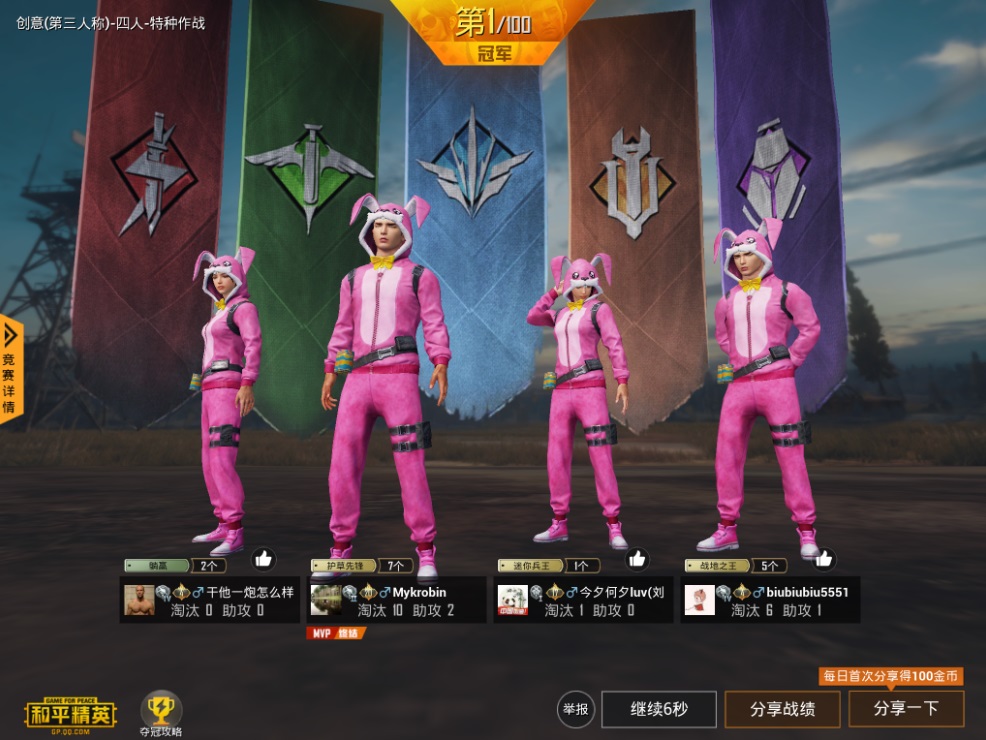 创意(第三人称)-四人-特种作战
第1/100
冠军
竞赛详情
躺赢 2个
护草先锋 7个
迷你兵王 1个
战地之王 5个
干他一炮怎么样
淘汰 0 助攻 0
Mykrobin
淘汰 10 助攻 2
今夕何夕luv(刘
淘汰 1 助攻 0
biubiubiu5551
淘汰 6 助攻 1
MVP
每日首次分享得100金币
GAME FOR PEACE
和平精英
GP.QQ.COM
夺冠攻略
举报
继续6秒
分享战绩
分享一下